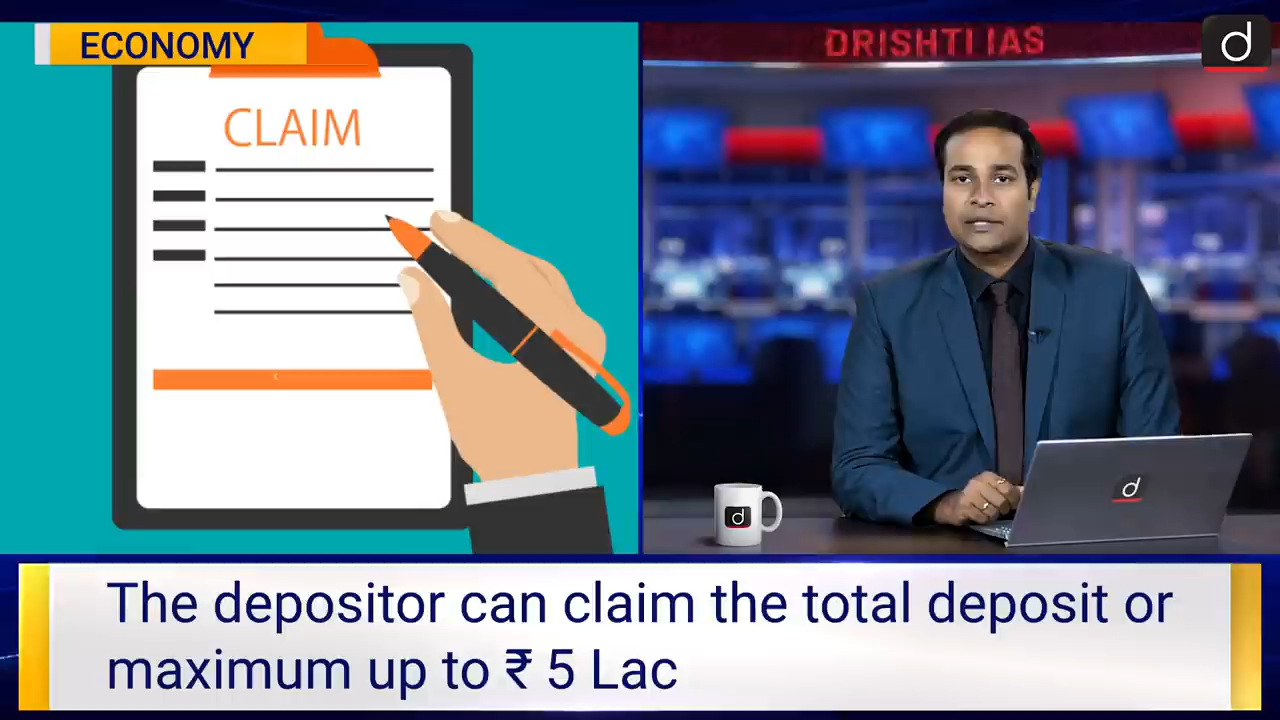 ECONOMY
DRISHTI IAS
d
CLAIM
d
d
The depositor can claim the total deposit or
maximum up to ₹ 5 Lac